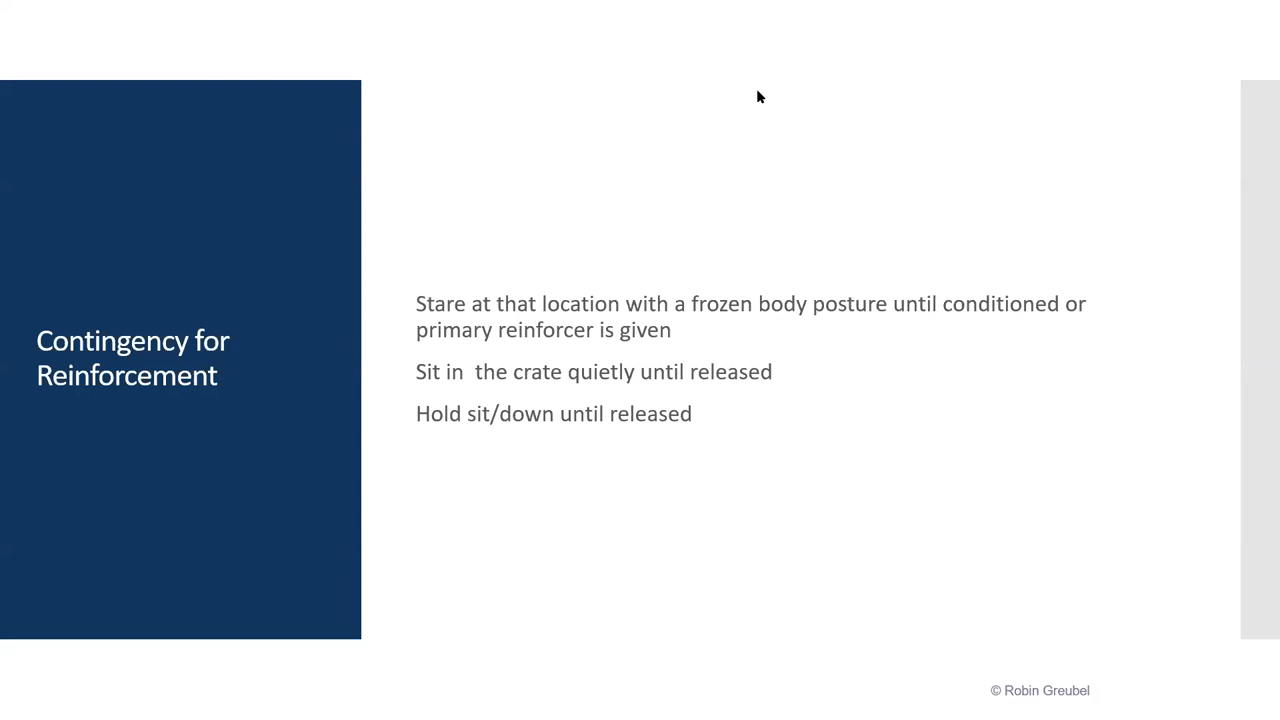 Contingency for
Reinforcement
Stare at that location with a frozen body posture until conditioned or
primary reinforcer is given
Sit in  the crate quietly until released
Hold sit/down until released
© Robin Greubel